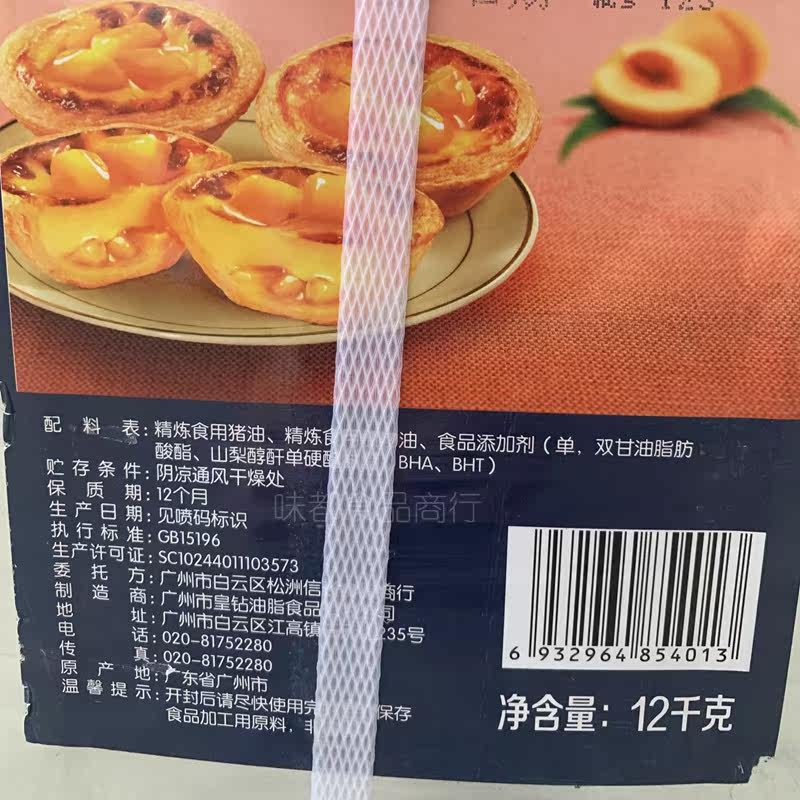 配料表：精炼食用猪油、精炼食 油、食品添加剂（单，双甘油脂肪
酸酯、山梨醇酐单硬 BHA、BHT）
贮存条件：阴凉通风干燥处
保质期：12个月
生产日期：见喷码标识
味 食品商行
执行标准：GB15196
生产许可证：SC10244011103573
委托方：广州市白云区松洲信 商行
制造商：广州市皇钻油脂食品 司
地址：广州市白云区江高镇 235号
电话：020-81752280
传真：020-81752280
原产地：广东省广州市
温馨提示：开封后请尽快使用完 保存
食品加工用原料，非
6 932964 854013
净含量：12千克